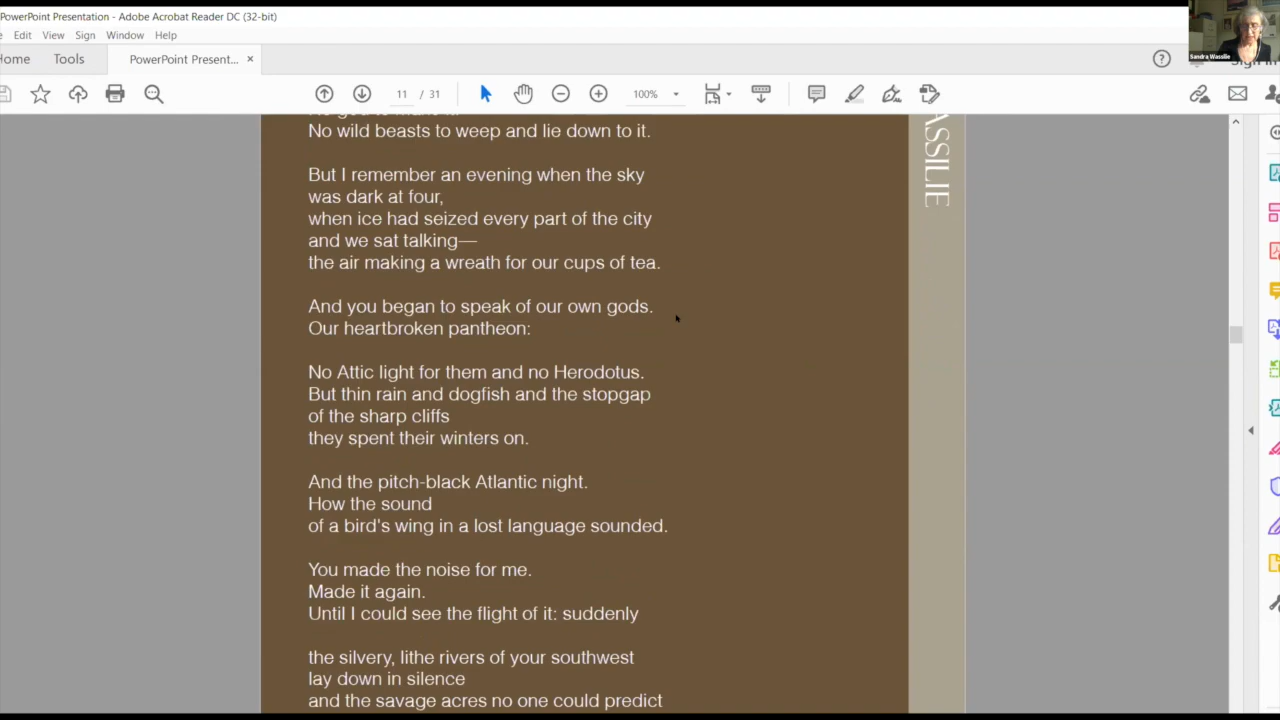 PowerPoint Presentation - Adobe Acrobat Reader DC (32-bit)
Edit View Sign Window Help
Home Tools PowerPoint Present... ×
Sandra Wassilie
11 / 31 100%
No wild beasts to weep and lie down to it.
But I remember an evening when the sky
was dark at four,
when ice had seized every part of the city
and we sat talking—
the air making a wreath for our cups of tea.
And you began to speak of our own gods.
Our heartbroken pantheon:
No Attic light for them and no Herodotus.
But thin rain and dogfish and the stopgap
of the sharp cliffs
they spent their winters on.
And the pitch-black Atlantic night.
How the sound
of a bird's wing in a lost language sounded.
You made the noise for me.
Made it again.
Until I could see the flight of it: suddenly
the silvery, lithe rivers of your southwest
lay down in silence
and the savage acres no one could predict
ASSILIE